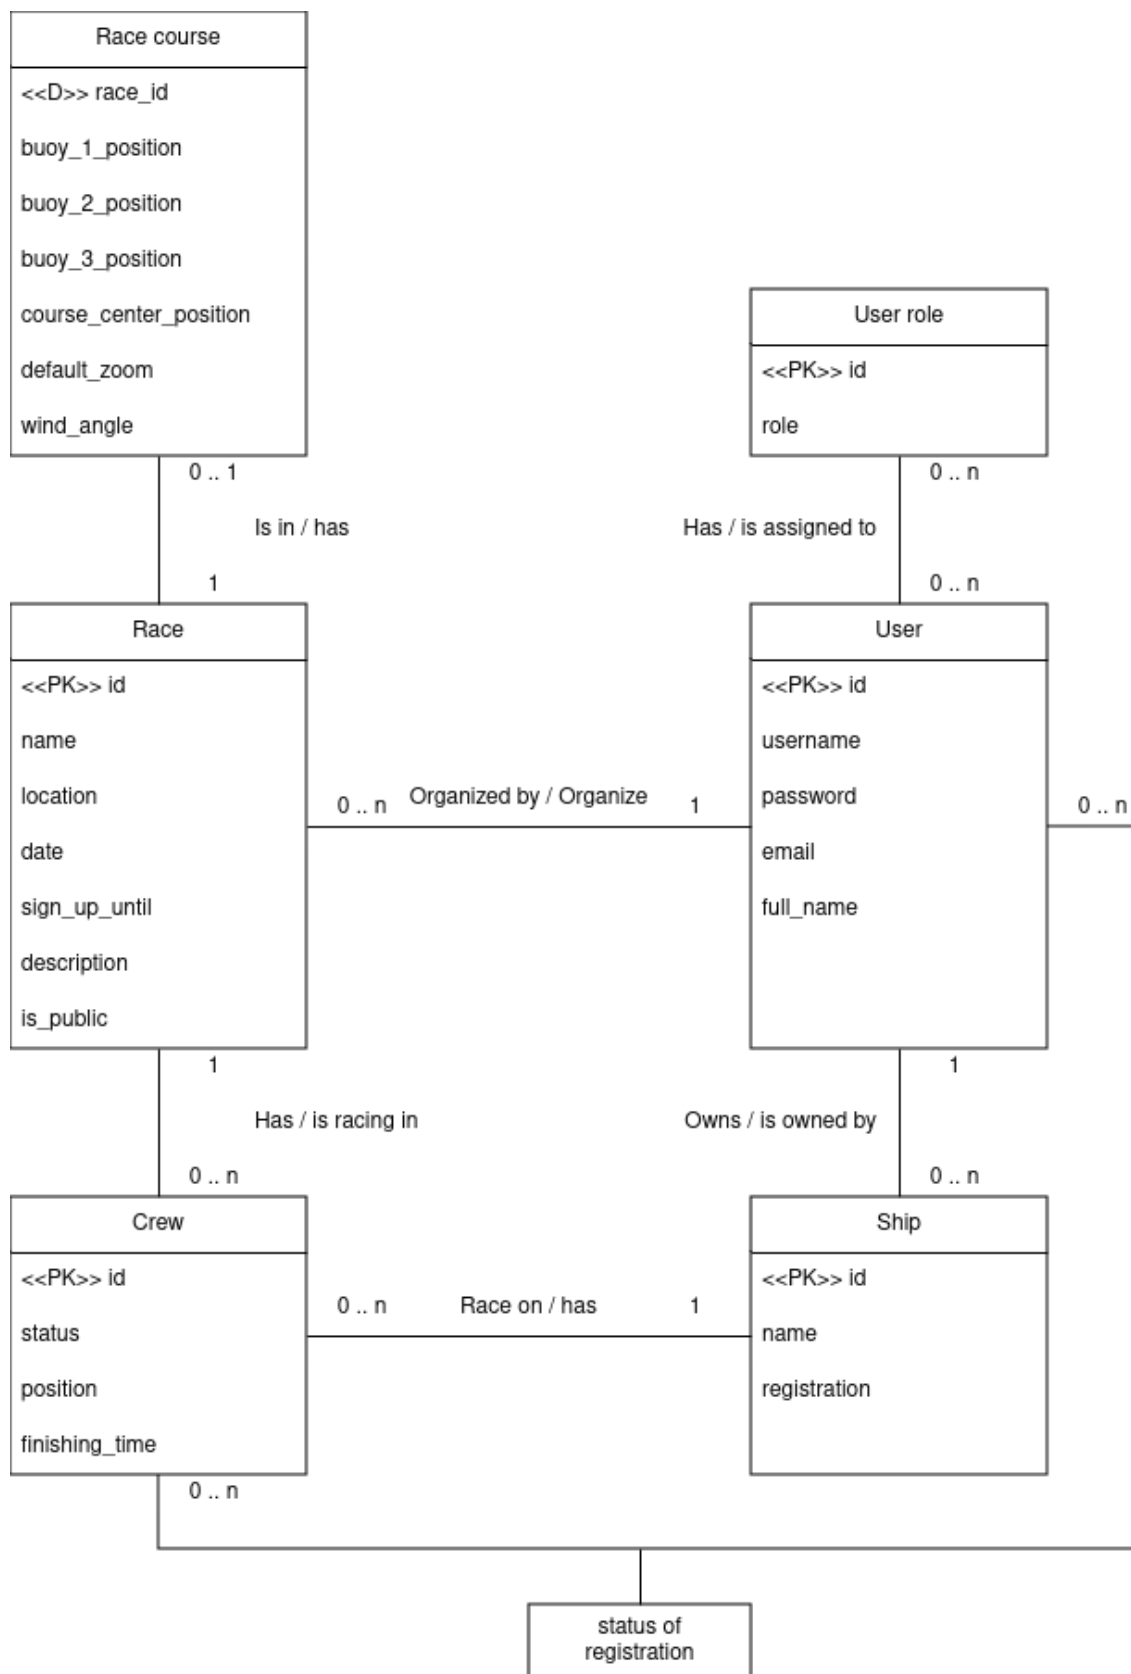 Race course
<<D>> race_id
buoy_1_position
buoy_2_position
buoy_3_position
course_center_position
default_zoom
wind_angle
User role
<<PK>> id
role
0 .. 1
Is in / has
1
0 .. n
Has / is assigned to
0 .. n
Race
<<PK>> id
name
location
date
sign_up_until
description
is_public
0 .. n
Organized by / Organize
1
User
<<PK>> id
username
password
email
full_name
0 .. n
1
Has / is racing in
0 .. n
1
Owns / is owned by
0 .. n
Crew
<<PK>> id
status
position
finishing_time
0 .. n
Race on / has
1
Ship
<<PK>> id
name
registration
0 .. n
status of
registration